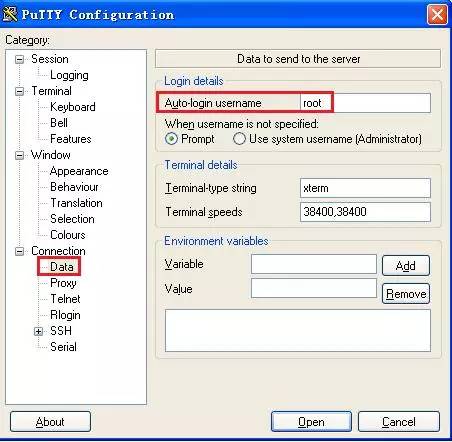 PuTTY Configuration
Category:
Session
Logging
Terminal
Keyboard
Bell
Features
Window
Appearance
Behaviour
Translation
Selection
Colours
Connection
Data
Proxy
Telnet
Rlogin
SSH
Serial
Data to send to the server
Login details
Auto-login username root
When username is not specified:
Prompt Use system username (Administrator)
Terminal details
Terminal-type string xterm
Terminal speeds 38400,38400
Environment variables
Variable Add
Value Remove
About Open Cancel